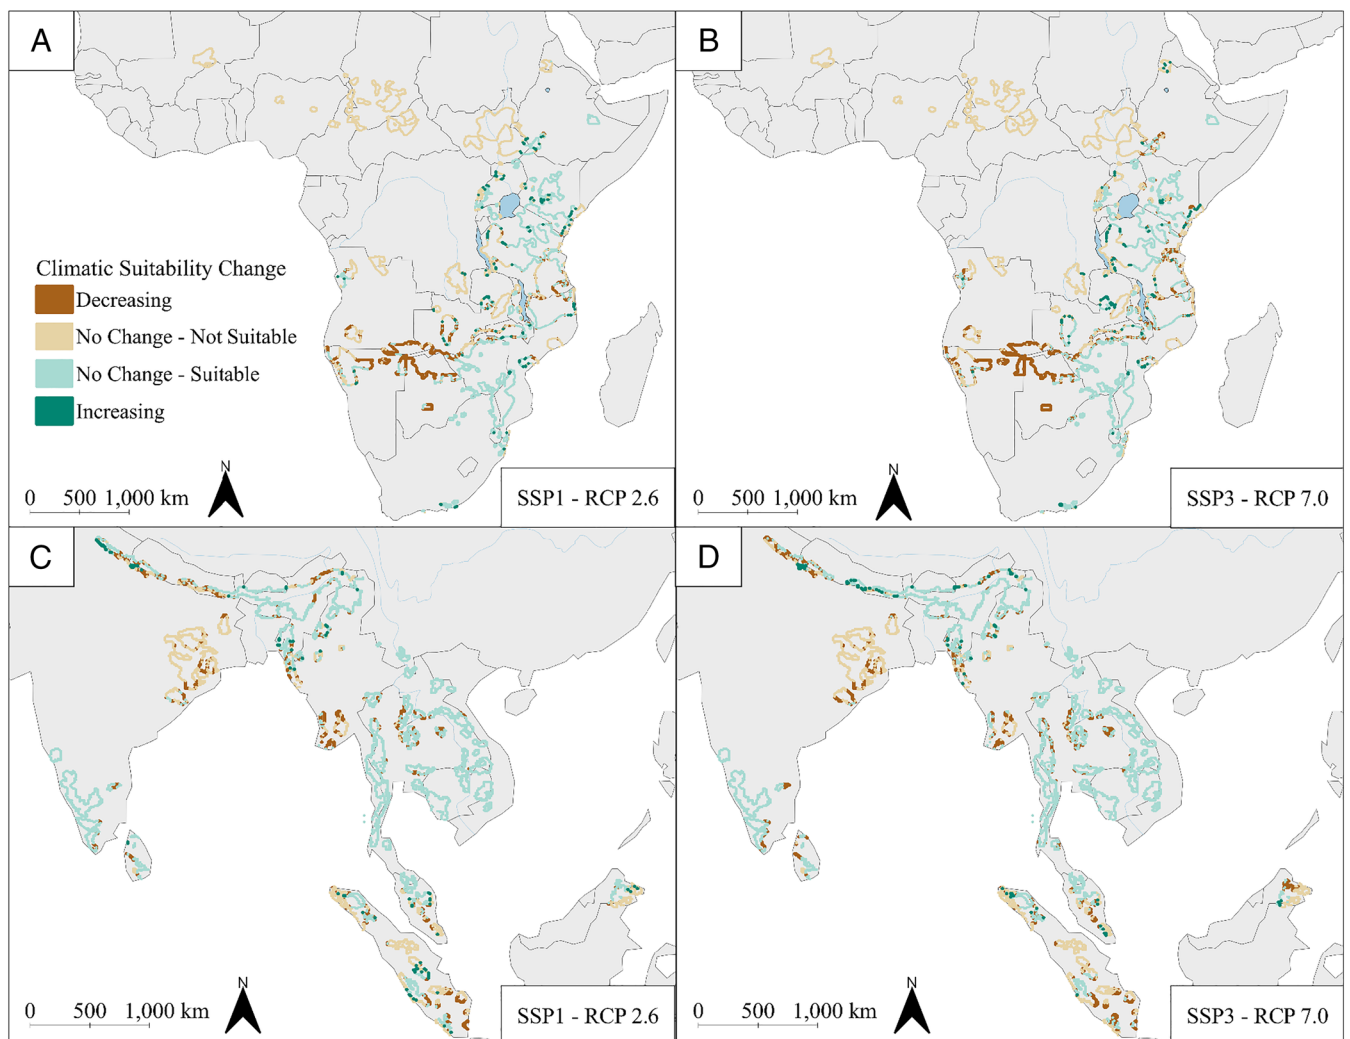 A
B
Climatic Suitability Change
Decreasing
No Change - Not Suitable
No Change - Suitable
Increasing
N
0 500 1,000 km
SSP1 - RCP 2.6
N
0 500 1,000 km
SSP3 - RCP 7.0
C
D
N
0 500 1,000 km
SSP1 - RCP 2.6
N
0 500 1,000 km
SSP3 - RCP 7.0